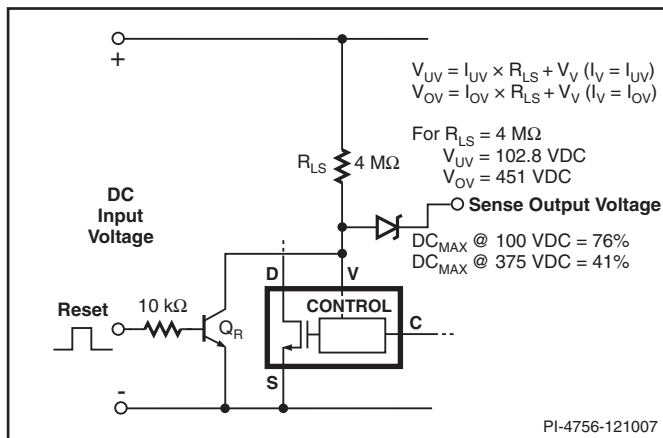 +
V_UV = I_UV × R_LS + V_V (I_V = I_UV)
V_OV = I_OV × R_LS + V_V (I_V = I_OV)
For R_LS = 4 MΩ
V_UV = 102.8 VDC
V_OV = 451 VDC
R_LS 4 MΩ
DC
Input
Voltage
Sense Output Voltage
DC_MAX @ 100 VDC = 76%
DC_MAX @ 375 VDC = 41%
D V
CONTROL
C
Reset
10 kΩ
Q_R
S
-
PI-4756-121007